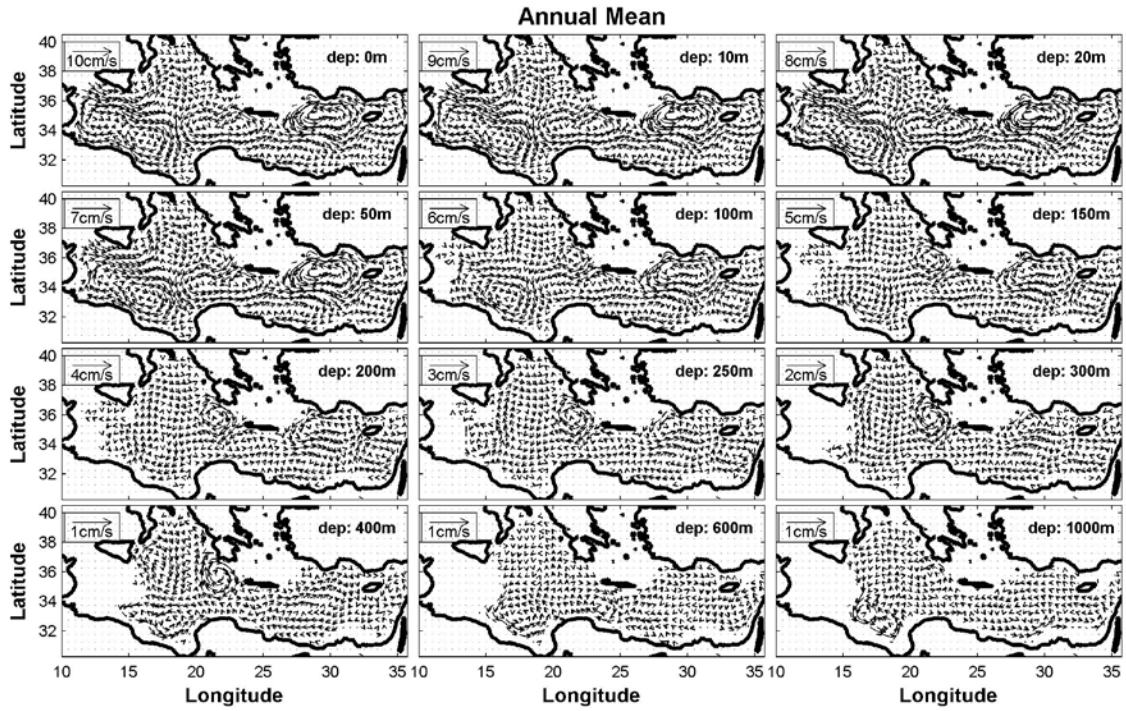 Annual Mean
40
38
36
34
32
Latitude
10cm/s
dep: 0m
9cm/s
dep: 10m
8cm/s
dep: 20m
40
38
36
34
32
Latitude
7cm/s
dep: 50m
6cm/s
dep: 100m
5cm/s
dep: 150m
40
38
36
34
32
Latitude
4cm/s
dep: 200m
3cm/s
dep: 250m
2cm/s
dep: 300m
40
38
36
34
32
Latitude
1cm/s
dep: 400m
1cm/s
dep: 600m
1cm/s
dep: 1000m
10 15 20 25 30 35 10 15 20 25 30 35 10 15 20 25 30 35
Longitude Longitude Longitude